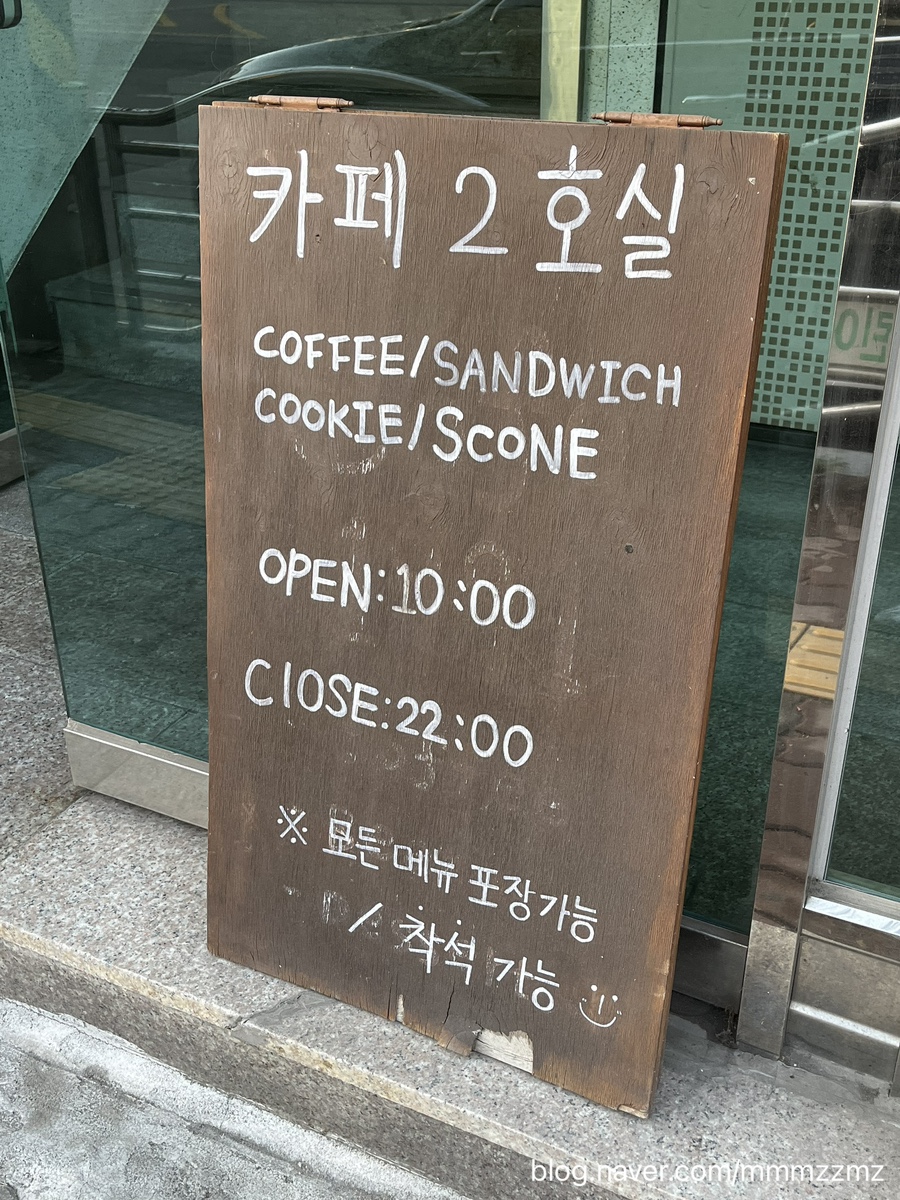 카페 2호실
COFFEE/SANDWICH
COOKIE/SCONE
OPEN:10:00
ClOSE:22:00
※ 모든 메뉴 포장가능
/ 착석 가능 :)
blog.naver.com/mmmzzmz